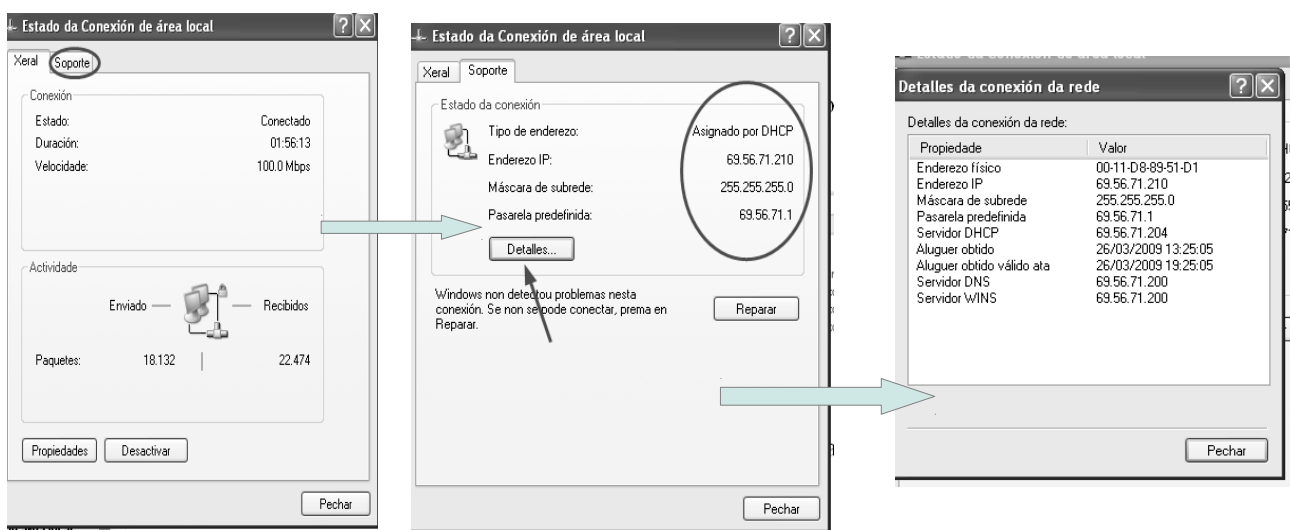 Estado da Conexión de área local
Xeral Soporte
Conexión
Estado: Conectado
Duración: 01:56:13
Velocidade: 100.0 Mbps
Actividade
Enviado Recibidos
Paquetes: 18.132 22.474
Propiedades Desactivar
Pechar
Estado da Conexión de área local
Xeral Soporte
Estado da conexión
Tipo de enderezo: Asignado por DHCP
Enderezo IP: 69.56.71.210
Máscara de subrede: 255.255.255.0
Pasarela predefinida: 69.56.71.1
Detalles...
Windows non detectou problemas nesta
conexión. Se non se pode conectar, prema en
Reparar.
Reparar
Pechar
Detalles da conexión da rede
Detalles da conexión da rede:
Propiedade Valor
Enderezo físico 00-11-D8-89-51-D1
Enderezo IP 69.56.71.210
Máscara de subrede 255.255.255.0
Pasarela predefinida 69.56.71.1
Servidor DHCP 69.56.71.204
Aluguer obtido 26/03/2009 13:25:05
Aluguer obtido válido ata 26/03/2009 19:25:05
Servidor DNS 69.56.71.200
Servidor WINS 69.56.71.200
Pechar